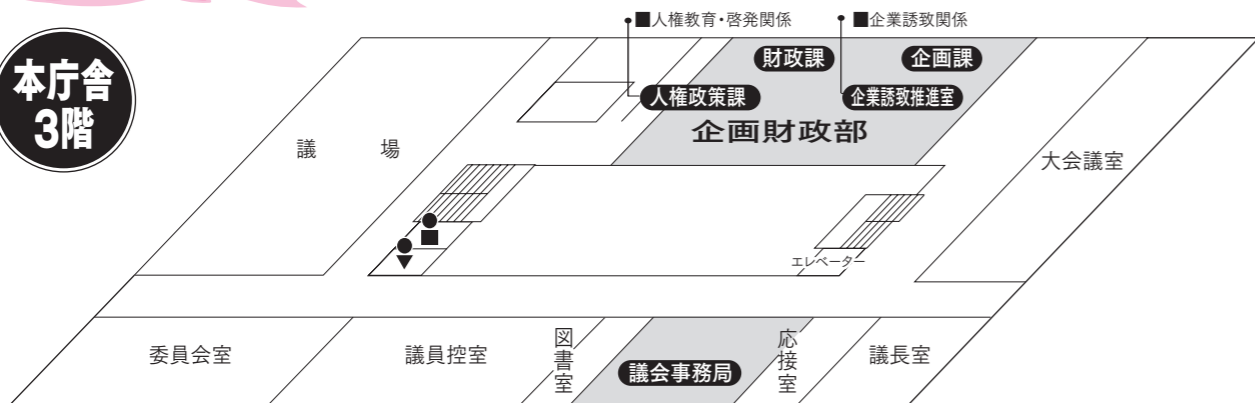 本庁舎
3階
■人権教育・啓発関係
■企業誘致関係
財政課
企画課
人権政策課
企業誘致推進室
企画財政部
議場
大会議室
エレベーター
委員会室
議員控室
図書室
議会事務局
応接室
議長室